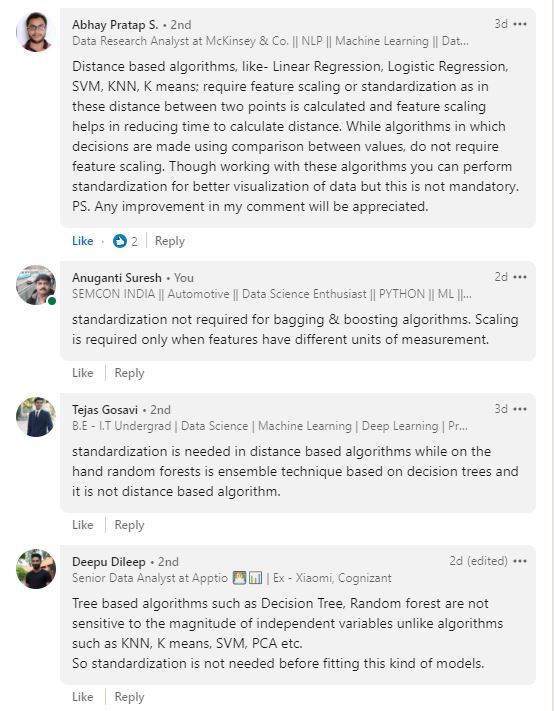 Abhay Pratap S. • 2nd 3d •••
Data Research Analyst at McKinsey & Co. || NLP || Machine Learning || Dat...
Distance based algorithms, like- Linear Regression, Logistic Regression,
SVM, KNN, K means; require feature scaling or standardization as in
these distance between two points is calculated and feature scaling
helps in reducing time to calculate distance. While algorithms in which
decisions are made using comparison between values, do not require
feature scaling. Though working with these algorithms you can perform
standardization for better visualization of data but this is not mandatory.
PS. Any improvement in my comment will be appreciated.
Like · 2 | Reply
Anuganti Suresh • You 2d •••
SEMCON INDIA || Automotive || Data Science Enthusiast || PYTHON || ML ||...
standardization not required for bagging & boosting algorithms. Scaling
is required only when features have different units of measurement.
Like | Reply
Tejas Gosavi • 2nd 3d •••
B.E - I.T Undergrad | Data Science | Machine Learning | Deep Learning | Pr...
standardization is needed in distance based algorithms while on the
hand random forests is ensemble technique based on decision trees and
it is not distance based algorithm.
Like | Reply
Deepu Dileep • 2nd 2d (edited) •••
Senior Data Analyst at Apptio | Ex - Xiaomi, Cognizant
Tree based algorithms such as Decision Tree, Random forest are not
sensitive to the magnitude of independent variables unlike algorithms
such as KNN, K means, SVM, PCA etc.
So standardization is not needed before fitting this kind of models.
Like | Reply